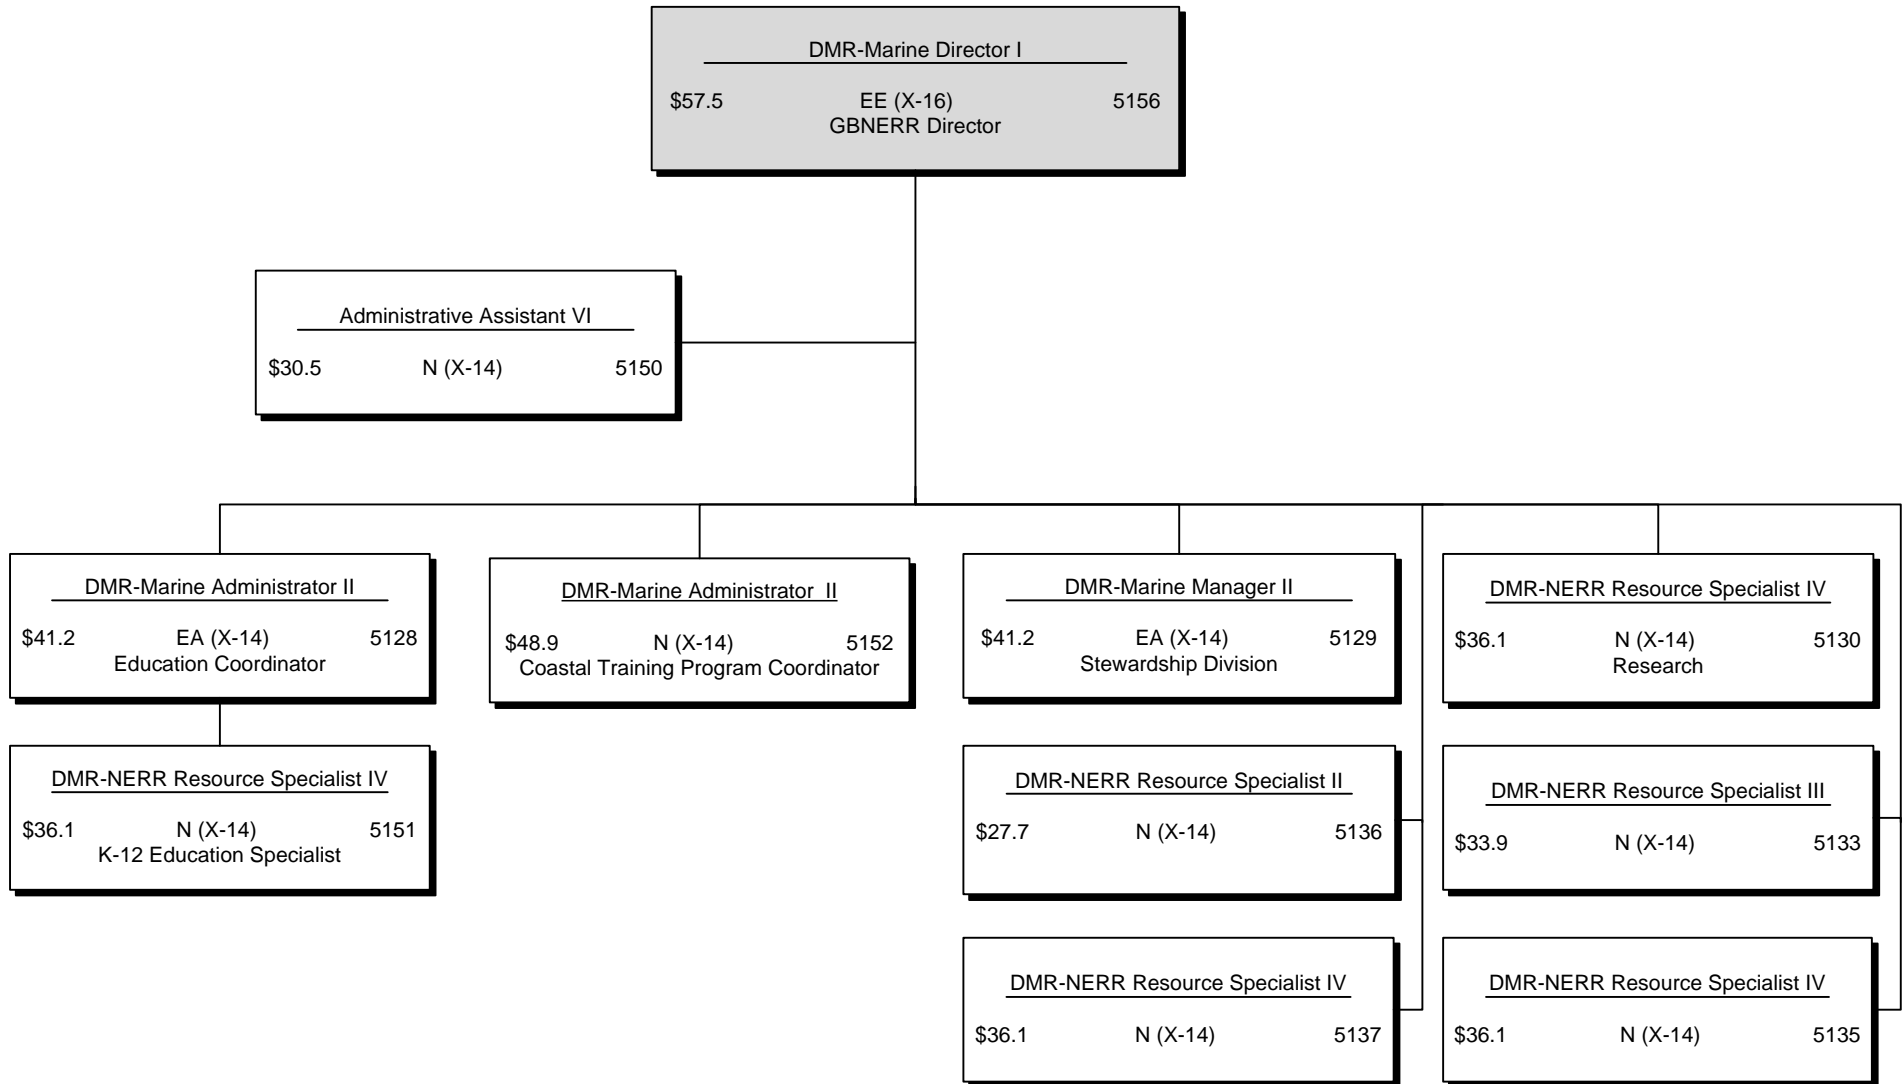 DMR-Marine Director I
$57.5 EE (X-16) 5156
GBNERR Director
Administrative Assistant VI
$30.5 N (X-14) 5150
DMR-Marine Administrator II
$41.2 EA (X-14) 5128
Education Coordinator
DMR-Marine Administrator II
$48.9 N (X-14) 5152
Coastal Training Program Coordinator
DMR-Marine Manager II
$41.2 EA (X-14) 5129
Stewardship Division
DMR-NERR Resource Specialist IV
$36.1 N (X-14) 5130
Research
DMR-NERR Resource Specialist IV
$36.1 N (X-14) 5151
K-12 Education Specialist
DMR-NERR Resource Specialist II
$27.7 N (X-14) 5136
DMR-NERR Resource Specialist III
$33.9 N (X-14) 5133
DMR-NERR Resource Specialist IV
$36.1 N (X-14) 5137
DMR-NERR Resource Specialist IV
$36.1 N (X-14) 5135